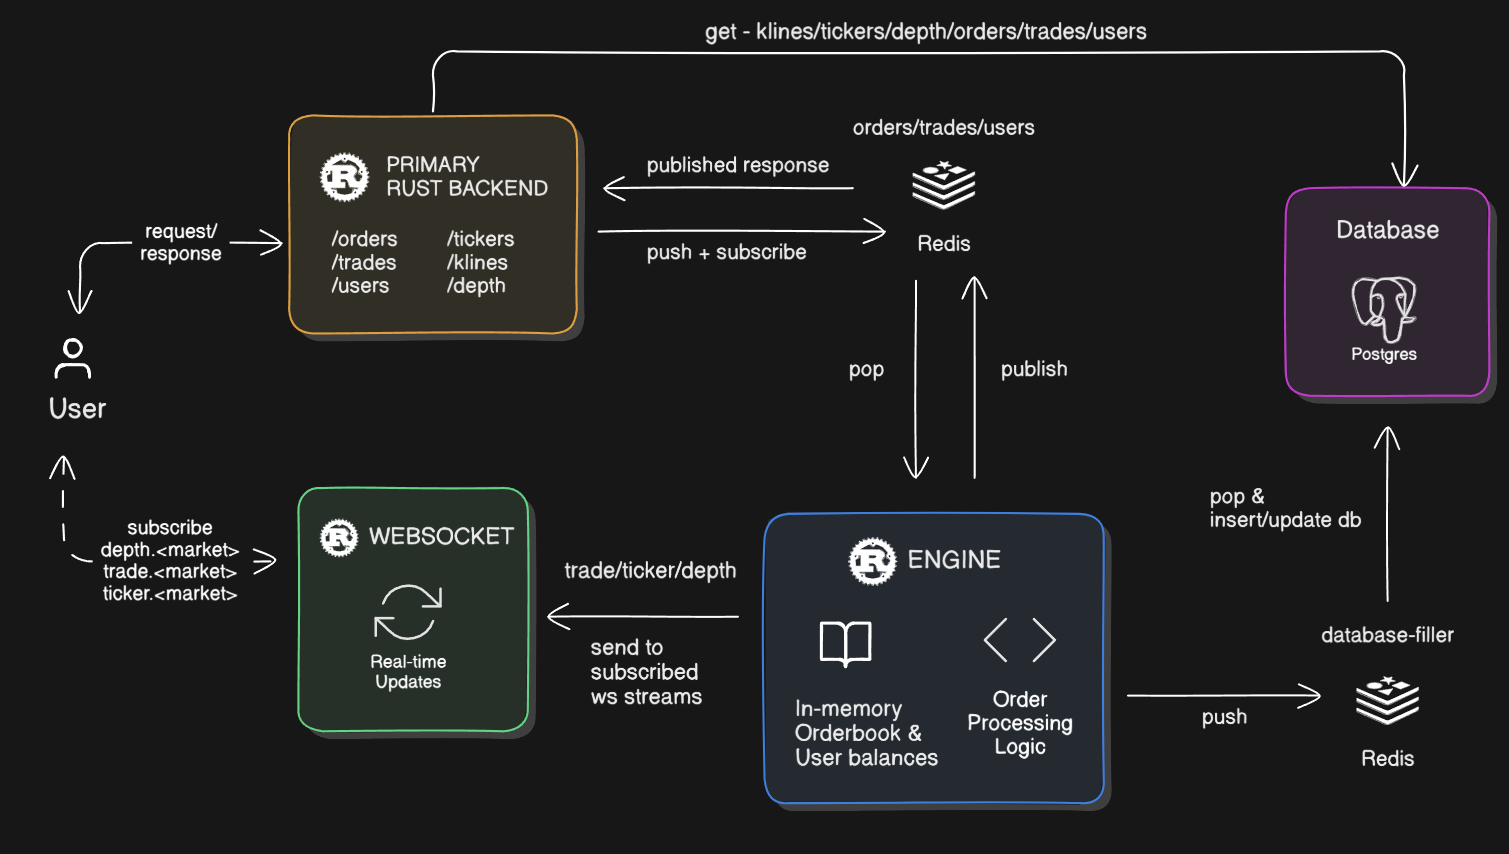 get - klines/tickers/depth/orders/trades/users
orders/trades/users
PRIMARY
RUST BACKEND
/orders
/trades
/users
/tickers
/klines
/depth
published response
push + subscribe
Redis
request/
response
User
Database
Postgres
pop
publish
pop &
insert/update db
subscribe
depth.<market>
trade.<market>
ticker.<market>
R
WEBSOCKET
Real-time
Updates
trade/ticker/depth
send to
subscribed
ws streams
R
ENGINE
In-memory
Orderbook &
User balances
Order
Processing
Logic
push
database-filler
Redis